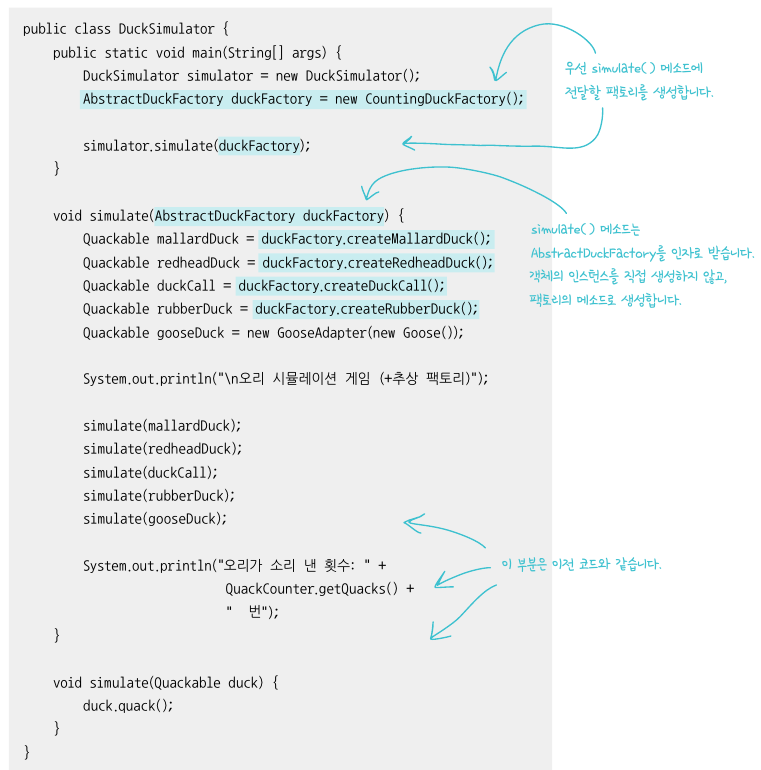 public class DuckSimulator {
public static void main(String[] args) {
DuckSimulator simulator = new DuckSimulator();
AbstractDuckFactory duckFactory = new CountingDuckFactory();
simulator.simulate(duckFactory);
}
우선 simulate() 메소드에
전달할 팩토리를 생성합니다.
void simulate(AbstractDuckFactory duckFactory) {
Quackable mallardDuck = duckFactory.createMallardDuck();
Quackable redheadDuck = duckFactory.createRedheadDuck();
Quackable duckCall = duckFactory.createDuckCall();
Quackable rubberDuck = duckFactory.createRubberDuck();
Quackable gooseDuck = new GooseAdapter(new Goose());
simulate() 메소드는
AbstractDuckFactory를 인자로 받습니다.
객체의 인스턴스를 직접 생성하지 않고,
팩토리의 메소드로 생성합니다.
System.out.println("\n오리 시뮬레이션 게임 (+추상 팩토리)");
simulate(mallardDuck);
simulate(redheadDuck);
simulate(duckCall);
simulate(rubberDuck);
simulate(gooseDuck);
System.out.println("오리가 소리 낸 횟수: " +
QuackCounter.getQuacks() +
" 번");
}
이 부분은 이전 코드와 같습니다.
void simulate(Quackable duck) {
duck.quack();
}
}